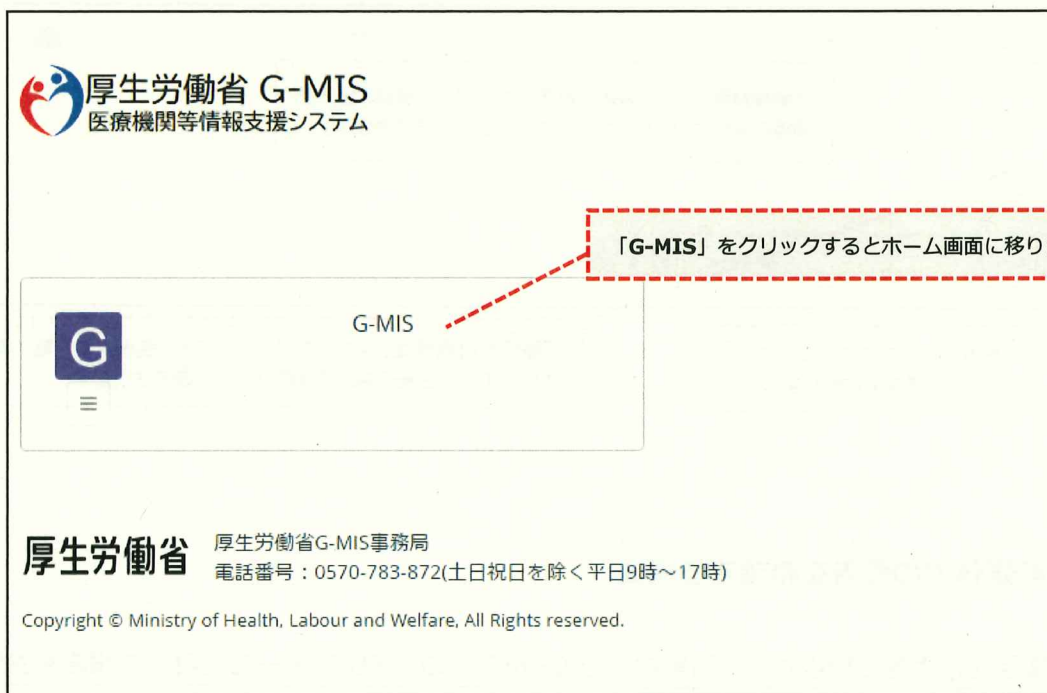 厚生労働省 G-MIS
医療機関等情報支援システム
「G-MIS」をクリックするとホーム画面に移り
G-MIS
G
厚生労働省
厚生労働省G-MIS事務局
電話番号：0570-783-872(土日祝日を除く平日9時～17時)
Copyright © Ministry of Health, Labour and Welfare, All Rights reserved.